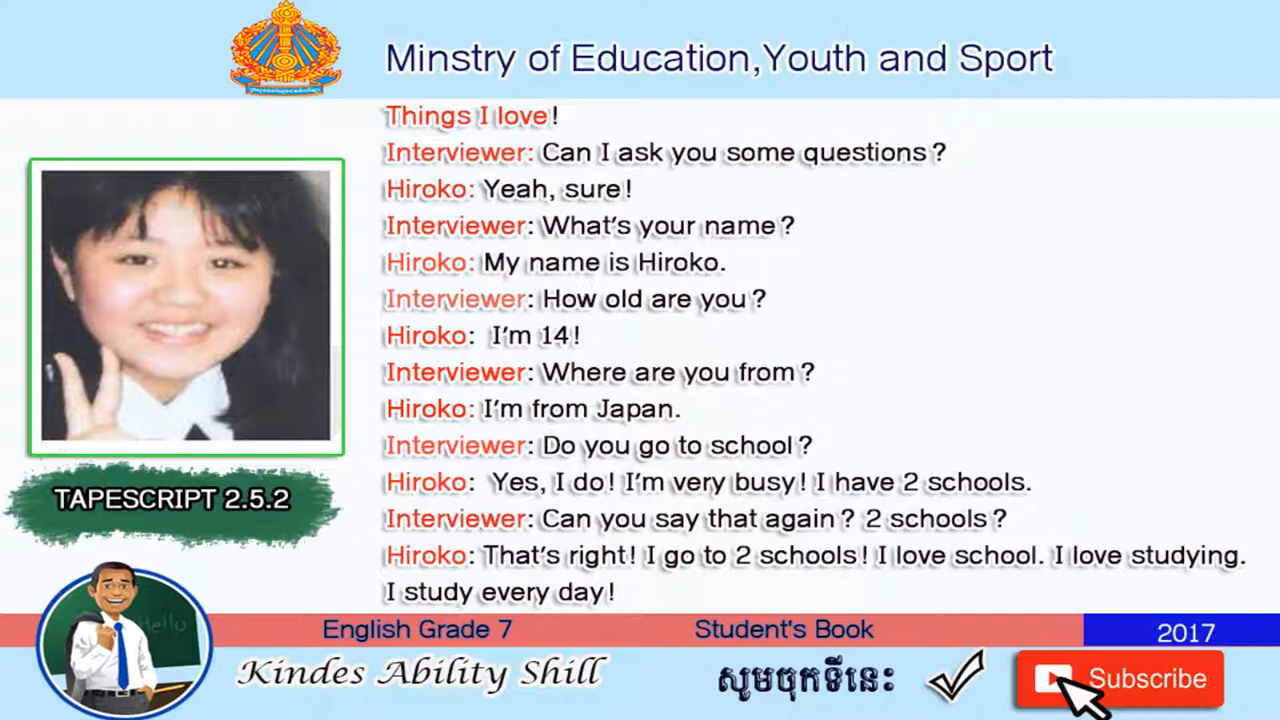 Minstry of Education,Youth and Sport
Things I love!
Interviewer: Can I ask you some questions?
Hiroko: Yeah, sure!
Interviewer: What's your name?
Hiroko: My name is Hiroko.
Interviewer: How old are you?
Hiroko: I'm 14!
Interviewer: Where are you from?
Hiroko: I'm from Japan.
Interviewer: Do you go to school?
Hiroko: Yes, I do! I'm very busy! I have 2 schools.
Interviewer: Can you say that again? 2 schools?
Hiroko: That's right! I go to 2 schools! I love school. I love studying.
I study every day!
TAPESCRIPT 2.5.2
Hello
English Grade 7
Student's Book
2017
Kindes Ability Shill
សូមចុកទីនេះ
Subscribe